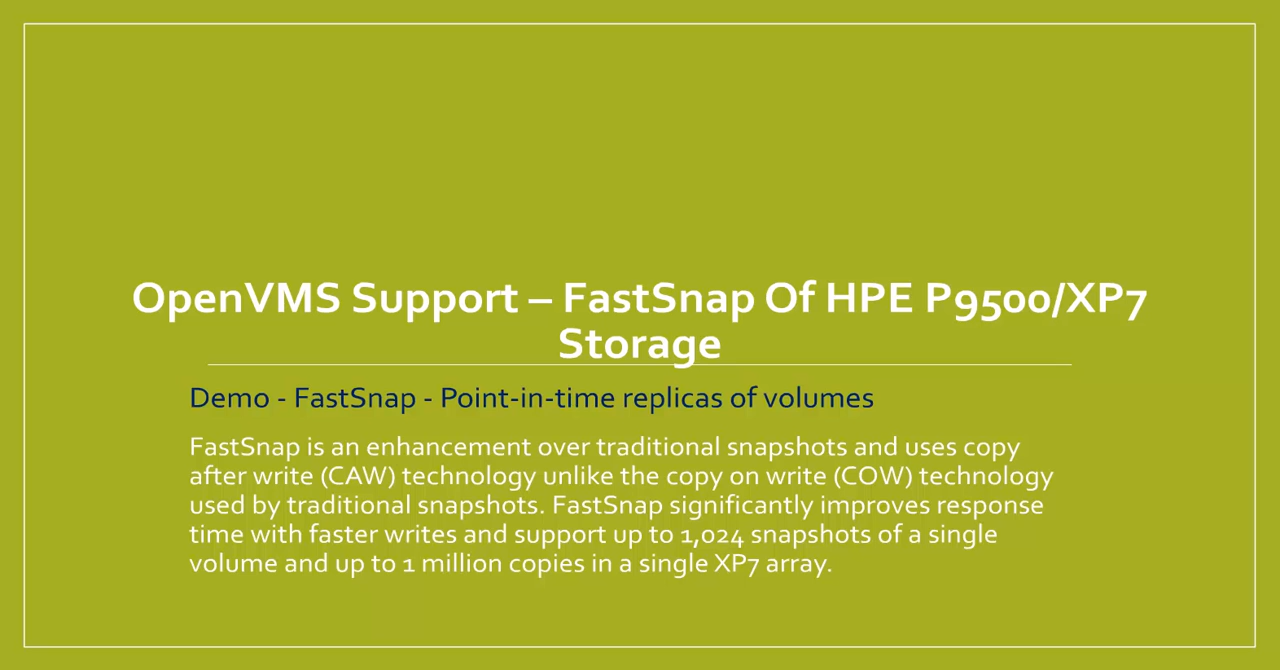 OpenVMS Support – FastSnap Of HPE P9500/XP7
Storage
Demo - FastSnap - Point-in-time replicas of volumes
FastSnap is an enhancement over traditional snapshots and uses copy
after write (CAW) technology unlike the copy on write (COW) technology
used by traditional snapshots. FastSnap significantly improves response
time with faster writes and support up to 1,024 snapshots of a single
volume and up to 1 million copies in a single XP7 array.